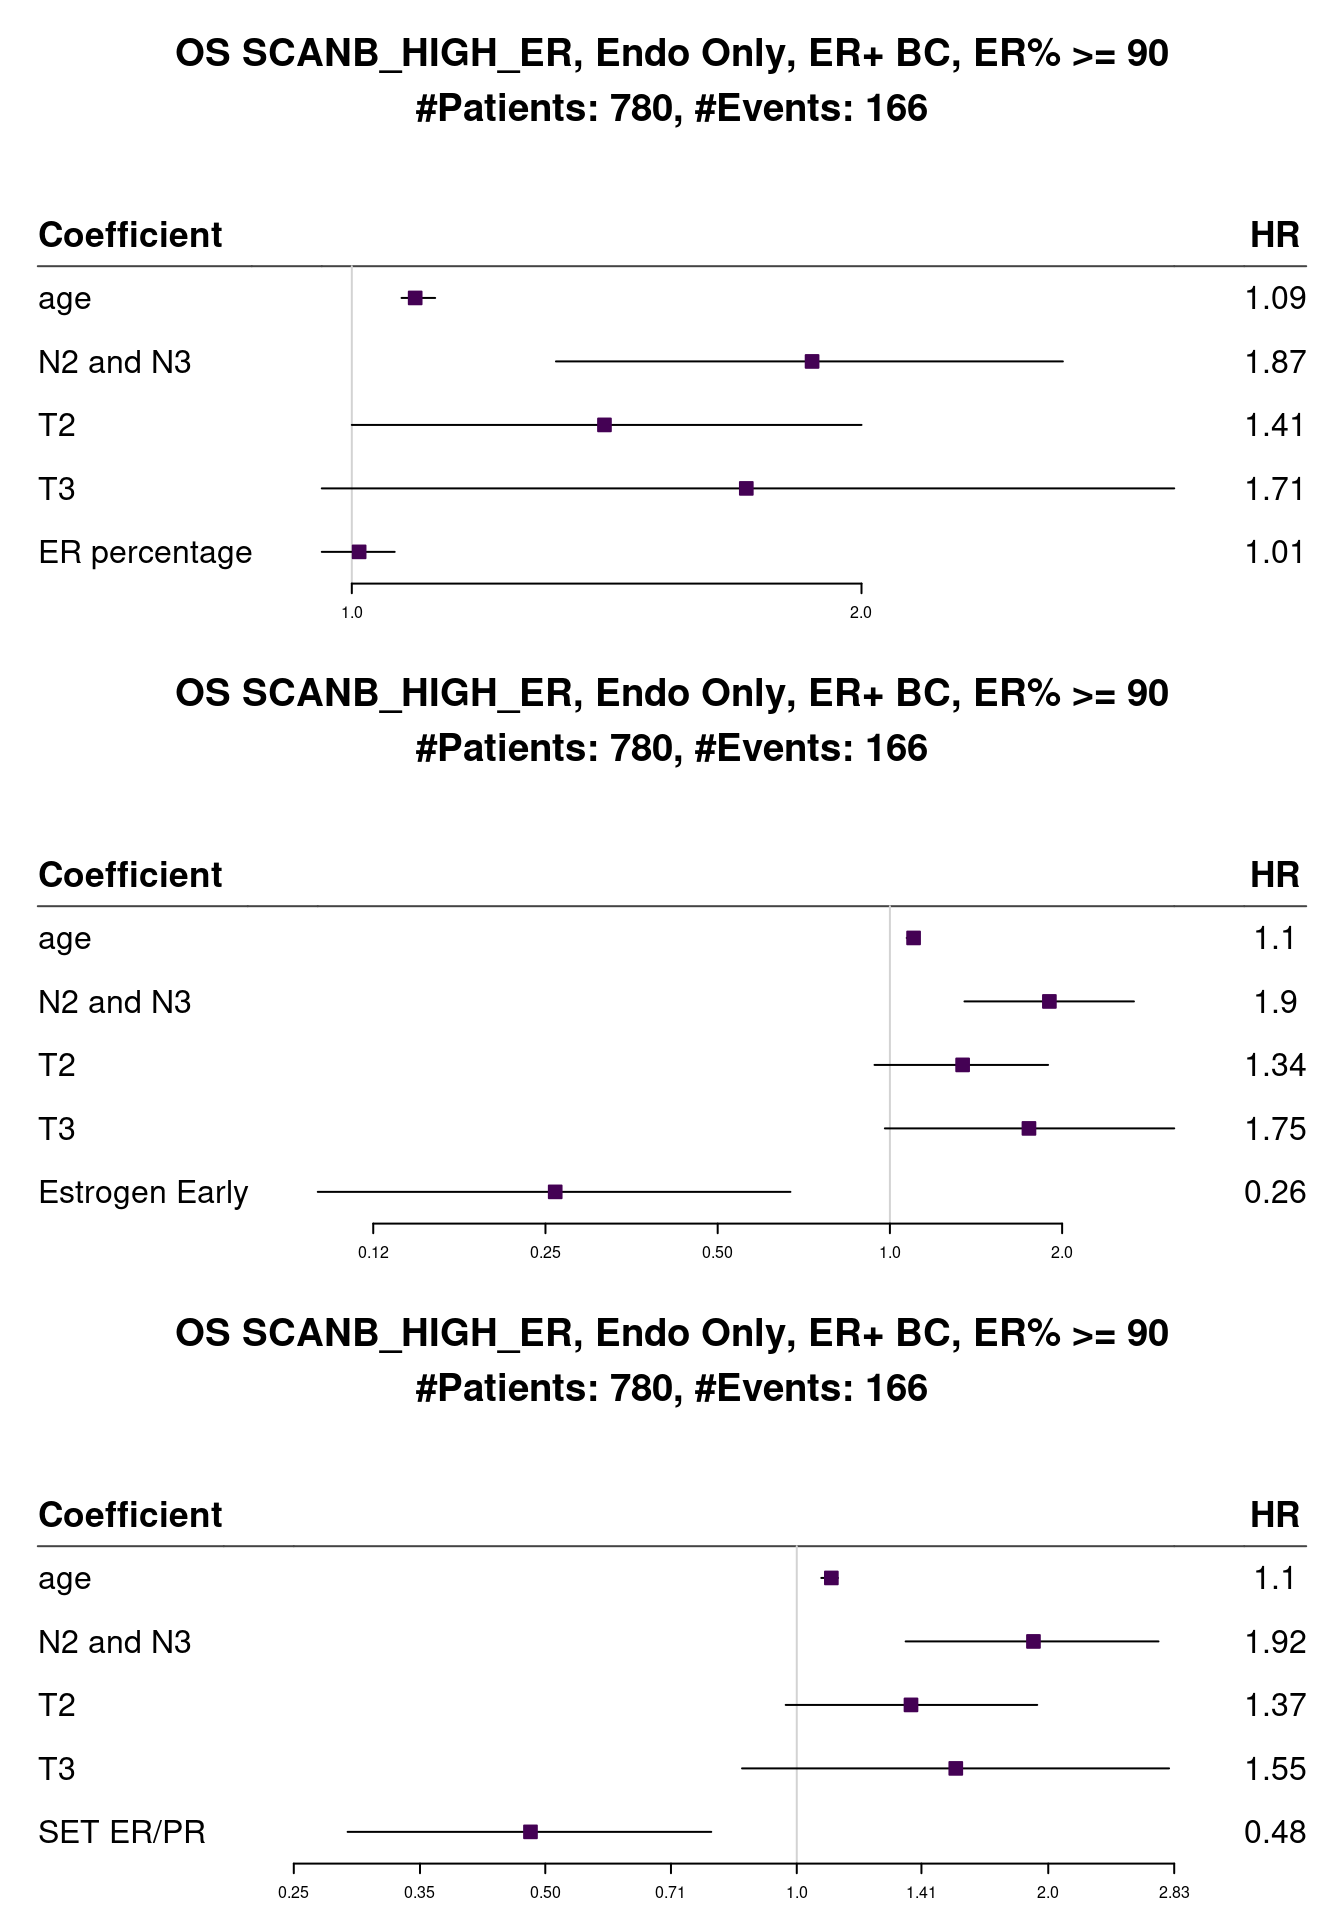 OS SCANB_HIGH_ER, Endo Only, ER+ BC, ER% >= 90
#Patients: 780, #Events: 166
Coefficient HR
age 1.09
N2 and N3 1.87
T2 1.41
T3 1.71
ER percentage 1.01
1.0 2.0
OS SCANB_HIGH_ER, Endo Only, ER+ BC, ER% >= 90
#Patients: 780, #Events: 166
Coefficient HR
age 1.1
N2 and N3 1.9
T2 1.34
T3 1.75
Estrogen Early 0.26
0.12 0.25 0.50 1.0 2.0
OS SCANB_HIGH_ER, Endo Only, ER+ BC, ER% >= 90
#Patients: 780, #Events: 166
Coefficient HR
age 1.1
N2 and N3 1.92
T2 1.37
T3 1.55
SET ER/PR 0.48
0.25 0.35 0.50 0.71 1.0 1.41 2.0 2.83